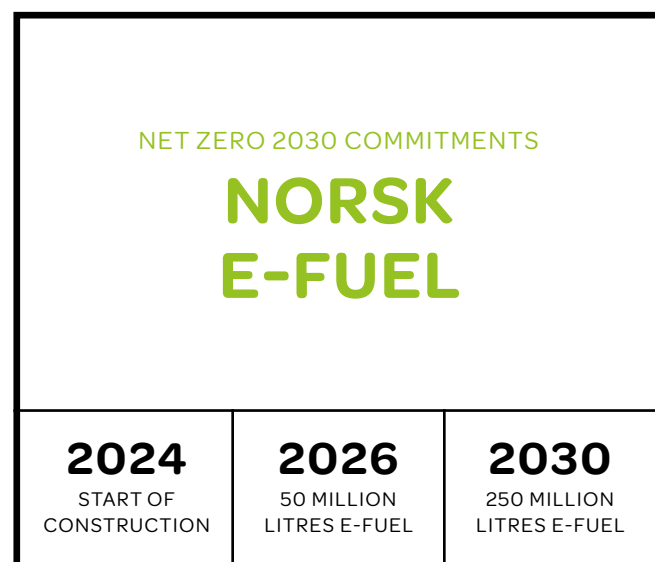 NET ZERO 2030 COMMITMENTS
NORSK
E-FUEL
2024
START OF
CONSTRUCTION
2026
50 MILLION
LITRES E-FUEL
2030
250 MILLION
LITRES E-FUEL